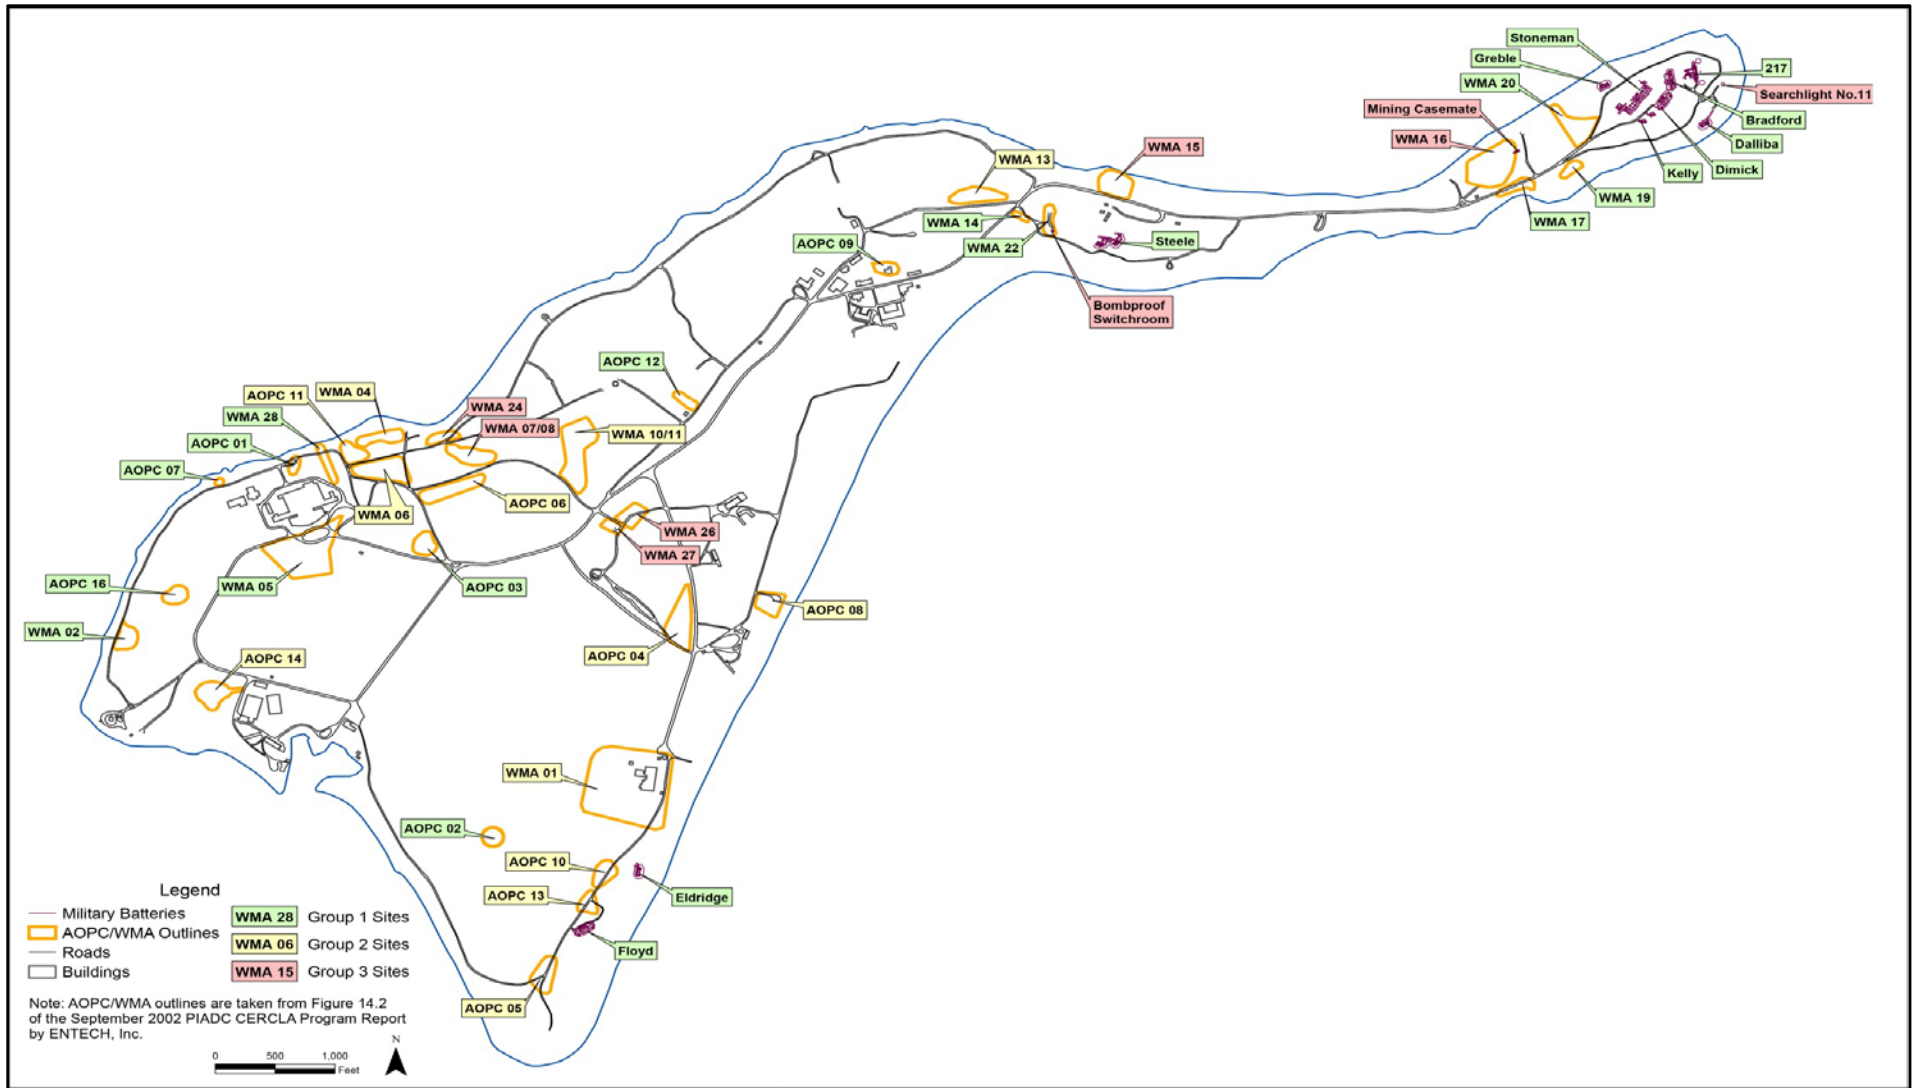 Stoneman
Greble
217
WMA 20
Searchlight No.11
Mining Casemate
Bradford
WMA 16
Dalliba
WMA 15
WMA 13
Dimick
Kelly
WMA 19
WMA 14
WMA 17
AOPC 09
WMA 22
Steele
Bombproof
Switchroom
AOPC 12
AOPC 11
WMA 04
WMA 24
WMA 28
WMA 07/08
WMA 10/11
AOPC 01
AOPC 07
AOPC 06
WMA 06
WMA 26
WMA 27
AOPC 16
WMA 05
AOPC 03
AOPC 08
WMA 02
AOPC 14
AOPC 04
WMA 01
AOPC 02
AOPC 10
AOPC 13
Eldridge
Floyd
AOPC 05
Legend
Military Batteries
AOPC/WMA Outlines
Roads
Buildings
WMA 28 Group 1 Sites
WMA 06 Group 2 Sites
WMA 15 Group 3 Sites
Note: AOPC/WMA outlines are taken from Figure 14.2
of the September 2002 PIADC CERCLA Program Report
by ENTECH, Inc.
N
0 500 1,000
Feet